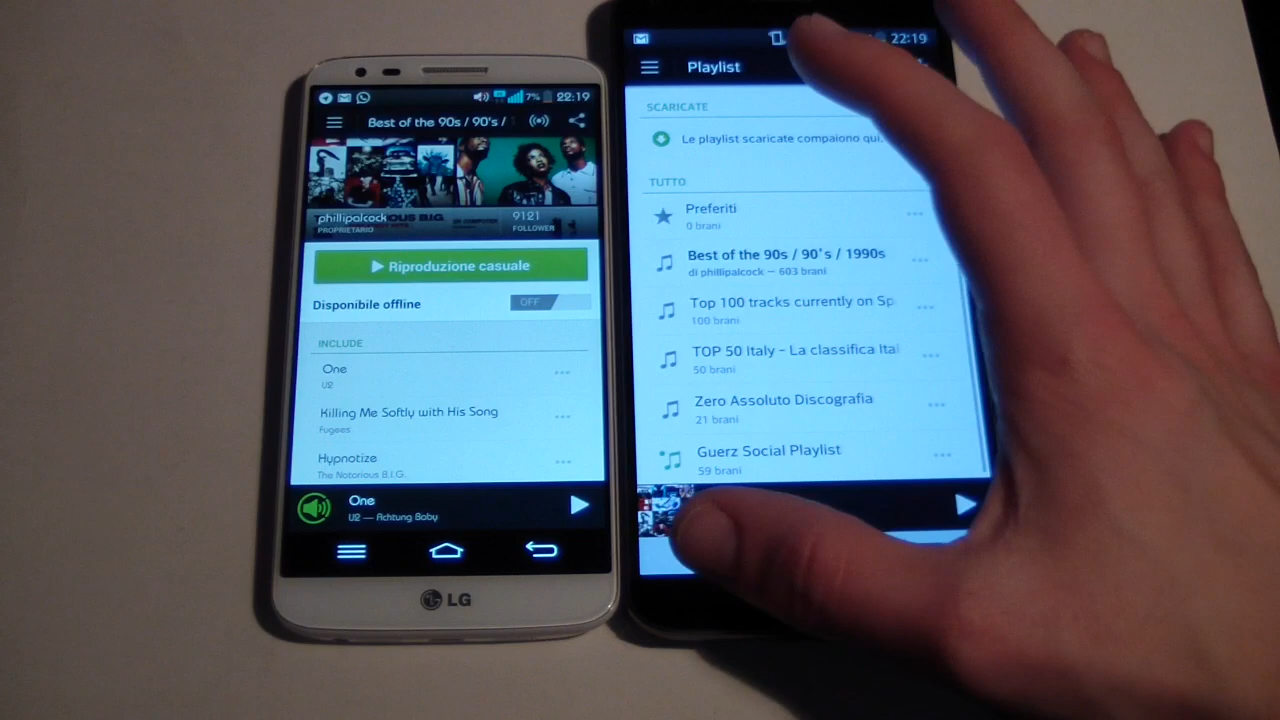 7% 22:19
Best of the 90s / 90's /
phillipalcock
PROPRIETARIO
9121
FOLLOWER
Riproduzione casuale
Disponibile offline
OFF
INCLUDE
One
U2
Killing Me Softly with His Song
Fugees
Hypnotize
The Notorious B.I.G.
One
U2 — Achtung Baby
LG
22:19
Playlist
SCARICATE
Le playlist scaricate compaiono qui.
TUTTO
Preferiti
0 brani
Best of the 90s / 90's / 1990s
di phillipalcock — 603 brani
Top 100 tracks currently on Sp
100 brani
TOP 50 Italy - La classifica Ital
50 brani
Zero Assoluto Discografia
21 brani
Guerz Social Playlist
59 brani